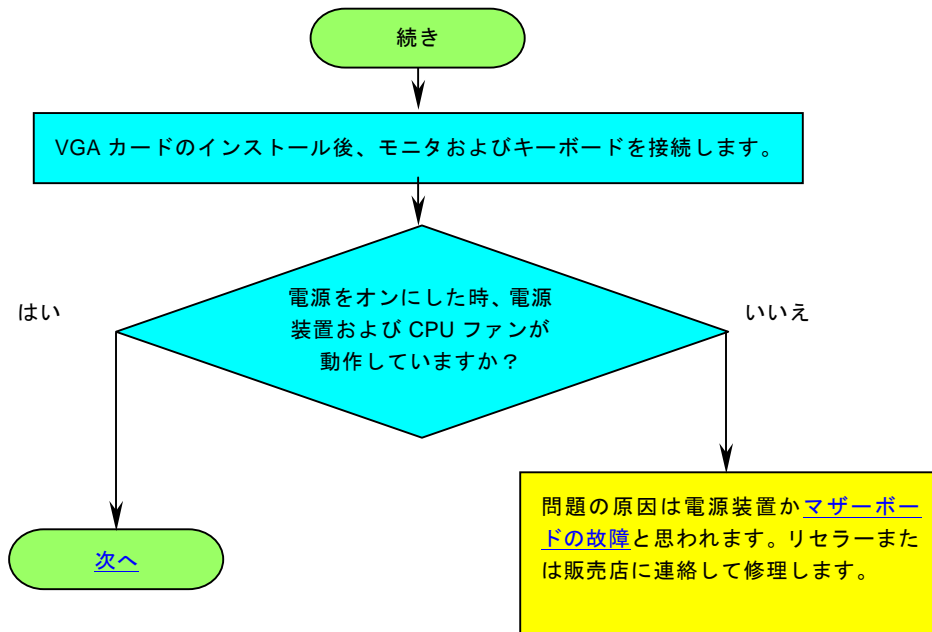 続き
VGA カードのインストール後、モニタおよびキーボードを接続します。
電源をオンにした時、電源
装置および CPU ファンが
動作していますか？
はい
いいえ
問題の原因は電源装置かマザーボー
ドの故障と思われます。リセラーまた
は販売店に連絡して修理します。
次へ